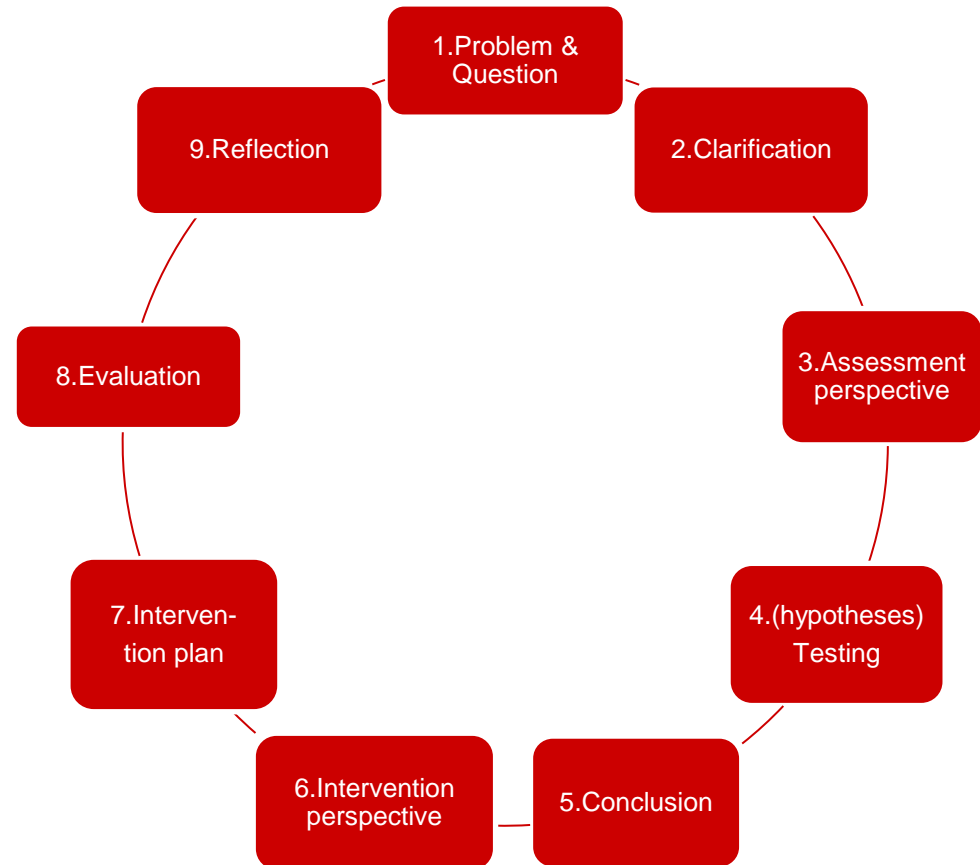 1.Problem &
Question
2.Clarification
3.Assessment
perspective
4.(hypotheses)
Testing
5.Conclusion
6.Intervention
perspective
7.Interven-
tion plan
8.Evaluation
9.Reflection